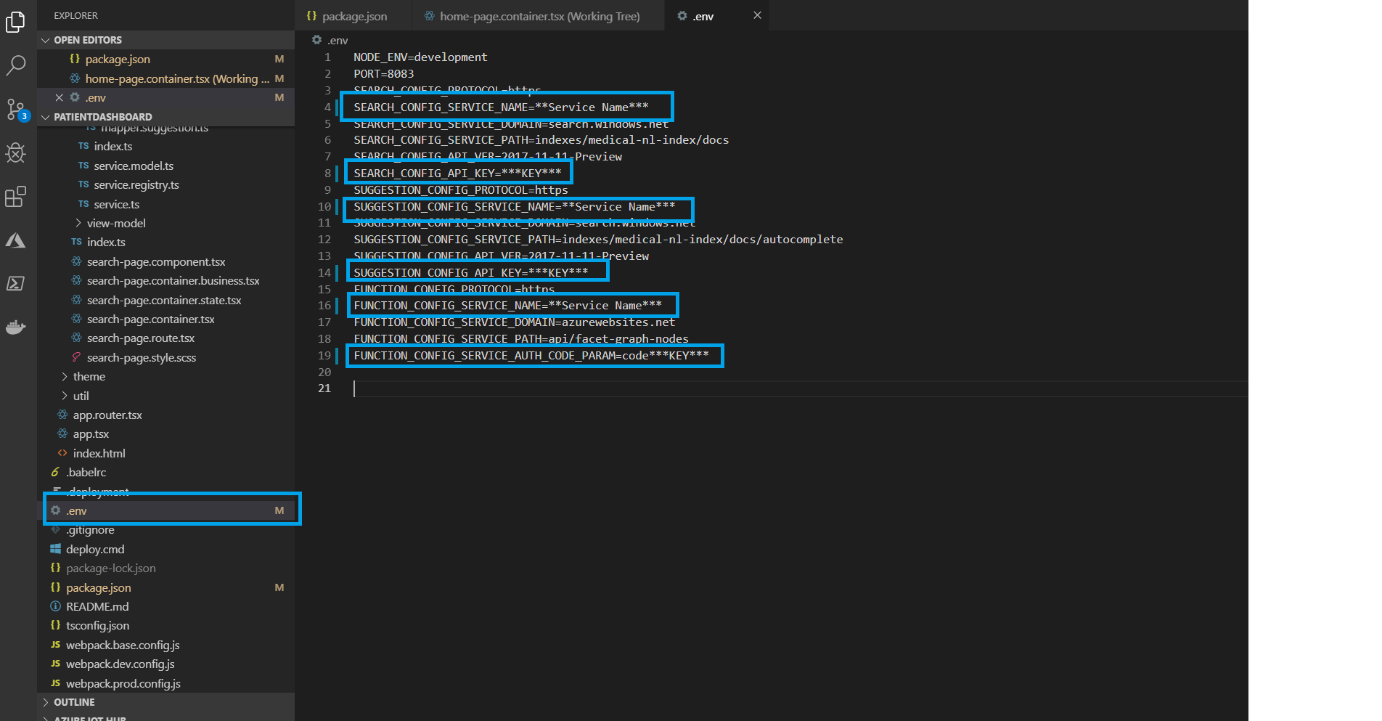 EXPLORER
OPEN EDITORS
package.json M
home-page.container.tsx (Working ... M
.env M
3
PATIENTDASHBOARD
mapper.suggestion.ts
TS index.ts
TS service.model.ts
TS service.registry.ts
TS service.ts
view-model
TS index.ts
search-page.component.tsx
search-page.container.business.tsx
search-page.container.state.tsx
search-page.container.tsx
search-page.route.tsx
search-page.style.scss
theme
util
app.router.tsx
app.tsx
index.html
.babelrc
.deployment
.env M
.gitignore
deploy.cmd
package-lock.json
package.json M
README.md
tsconfig.json
JS webpack.base.config.js
JS webpack.dev.config.js
JS webpack.prod.config.js
OUTLINE
AZURE IOT HUB
package.json
home-page.container.tsx (Working Tree)
.env
.env
1 NODE_ENV=development
2 PORT=8083
3 SEARCH_CONFIG_PROTOCOL=https
4 SEARCH_CONFIG_SERVICE_NAME=**Service Name***
5 SEARCH_CONFIG_SERVICE_DOMAIN=search.windows.net
6 SEARCH_CONFIG_SERVICE_PATH=indexes/medical-nl-index/docs
7 SEARCH_CONFIG_API_VER=2017-11-11-Preview
8 SEARCH_CONFIG_API_KEY=***KEY***
9 SUGGESTION_CONFIG_PROTOCOL=https
10 SUGGESTION_CONFIG_SERVICE_NAME=**Service Name***
11 SUGGESTION_CONFIG_SERVICE_DOMAIN=search.windows.net
12 SUGGESTION_CONFIG_SERVICE_PATH=indexes/medical-nl-index/docs/autocomplete
13 SUGGESTION_CONFIG_API_VER=2017-11-11-Preview
14 SUGGESTION_CONFIG_API_KEY=***KEY***
15 FUNCTION_CONFIG_PROTOCOL=https
16 FUNCTION_CONFIG_SERVICE_NAME=**Service Name***
17 FUNCTION_CONFIG_SERVICE_DOMAIN=azurewebsites.net
18 FUNCTION_CONFIG_SERVICE_PATH=api/facet-graph-nodes
19 FUNCTION_CONFIG_SERVICE_AUTH_CODE_PARAM=code***KEY***
20
21